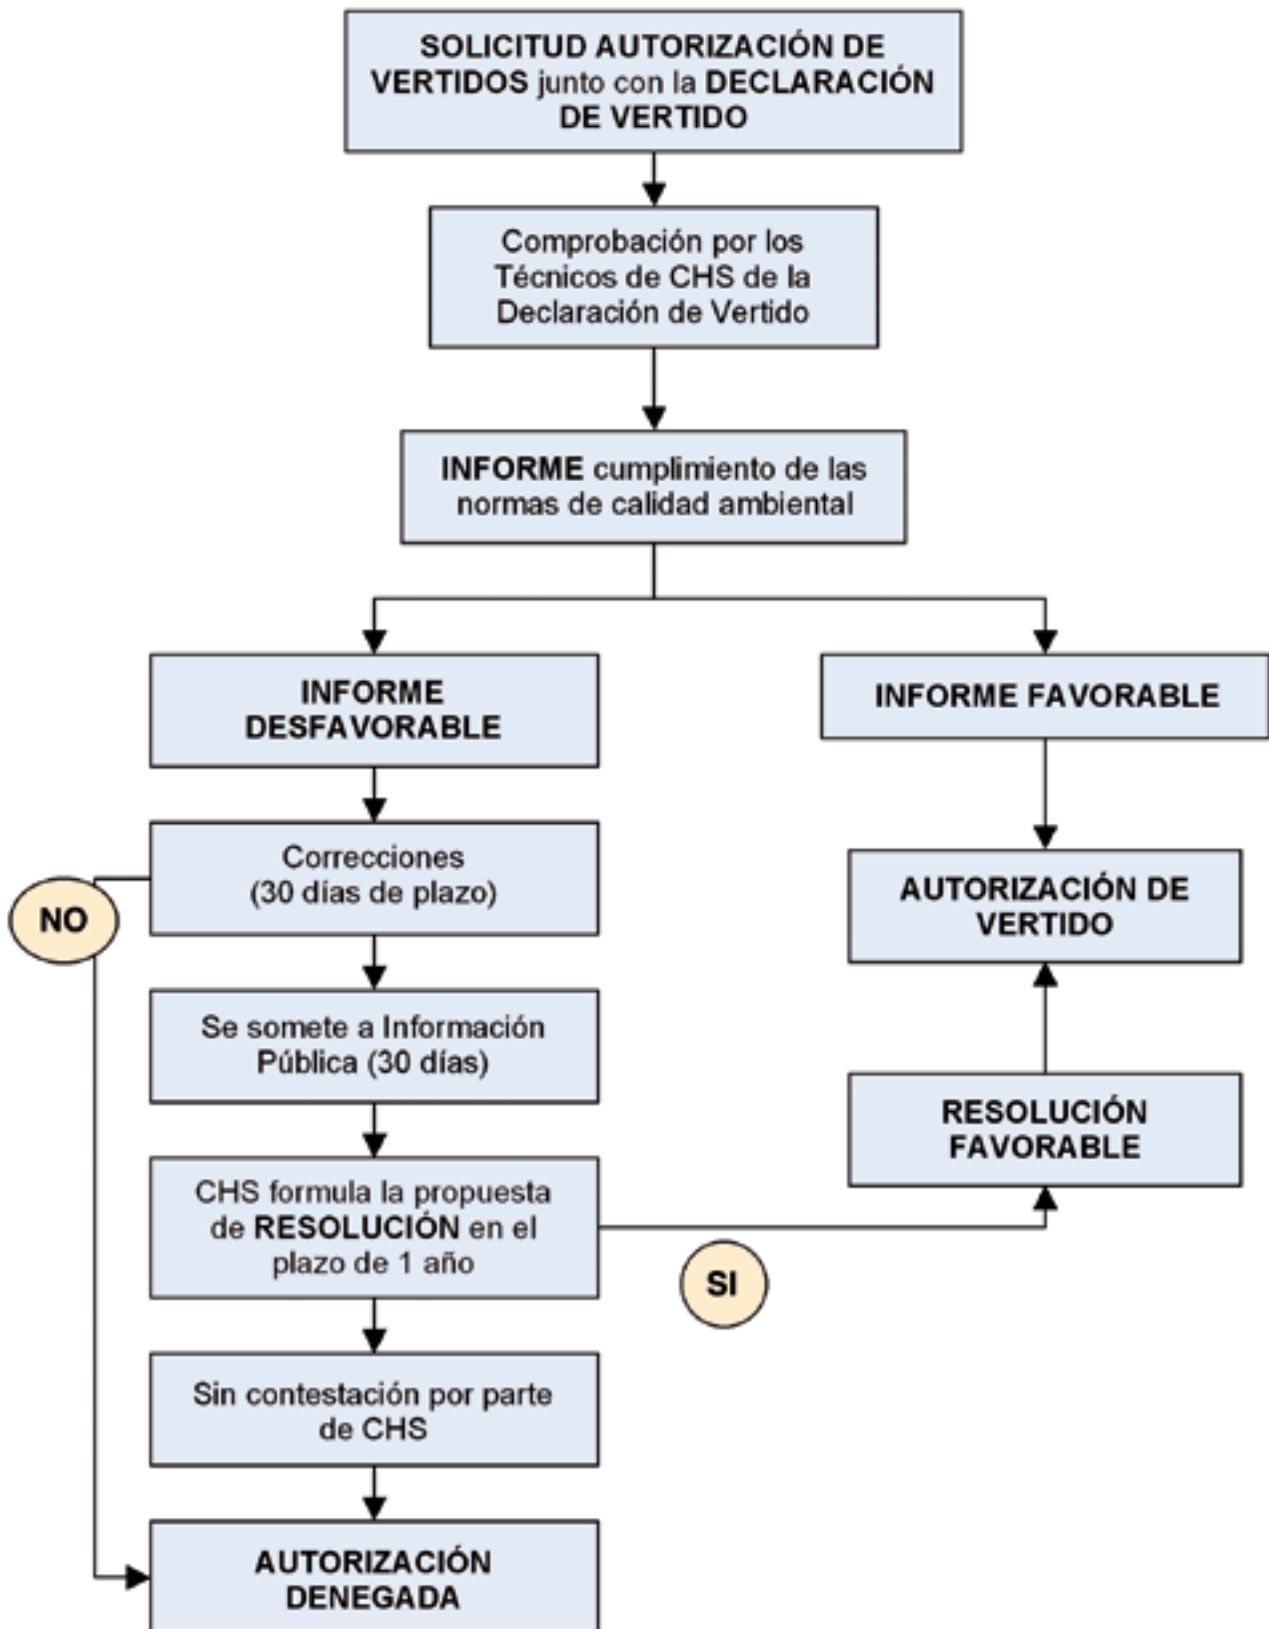 SOLICITUD AUTORIZACIÓN DE
VERTIDOS junto con la DECLARACIÓN
DE VERTIDO
Comprobación por los
Técnicos de CHS de la
Declaración de Vertido
INFORME cumplimiento de las
normas de calidad ambiental
INFORME
DESFAVORABLE
INFORME FAVORABLE
Correcciones
(30 días de plazo)
NO
AUTORIZACIÓN DE
VERTIDO
Se somete a Información
Pública (30 días)
RESOLUCIÓN
FAVORABLE
CHS formula la propuesta
de RESOLUCIÓN en el
plazo de 1 año
SI
Sin contestación por parte
de CHS
AUTORIZACIÓN
DENEGADA